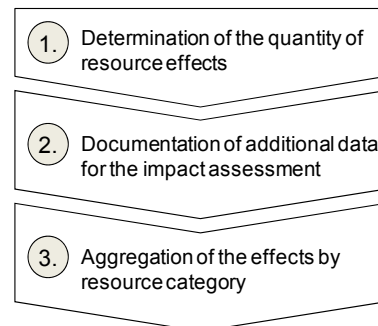 1. Determination of the quantity of
resource effects
2. Documentation of additional data
for the impact assessment
3. Aggregation of the effects by
resource category